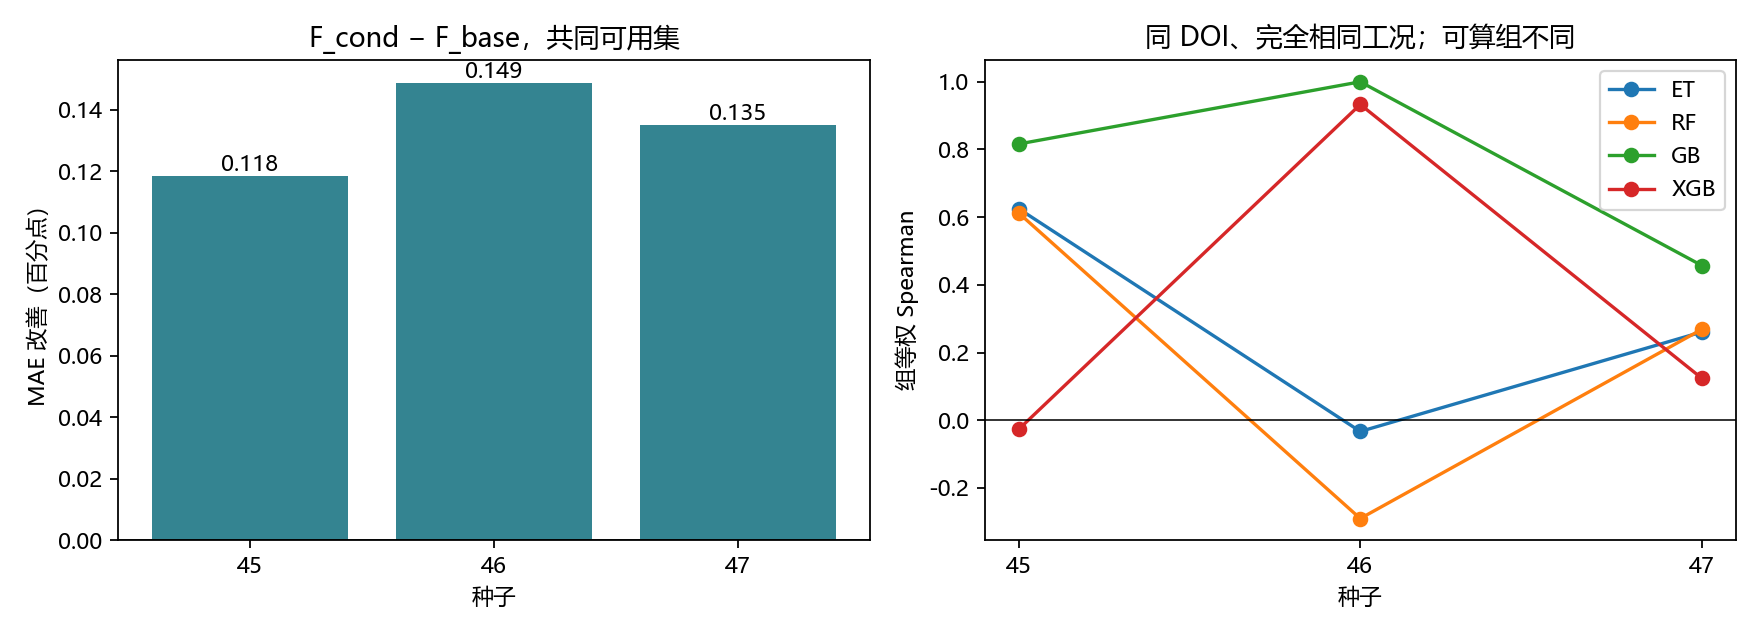 F_cond − F_base，共同可用集
MAE 改善（百分点）
0.14
0.12
0.10
0.08
0.06
0.04
0.02
0.00
0.118
0.149
0.135
45
46
47
种子
同 DOI、完全相同工况；可算组不同
组等权 Spearman
1.0
0.8
0.6
0.4
0.2
0.0
-0.2
ET
RF
GB
XGB
45
46
47
种子